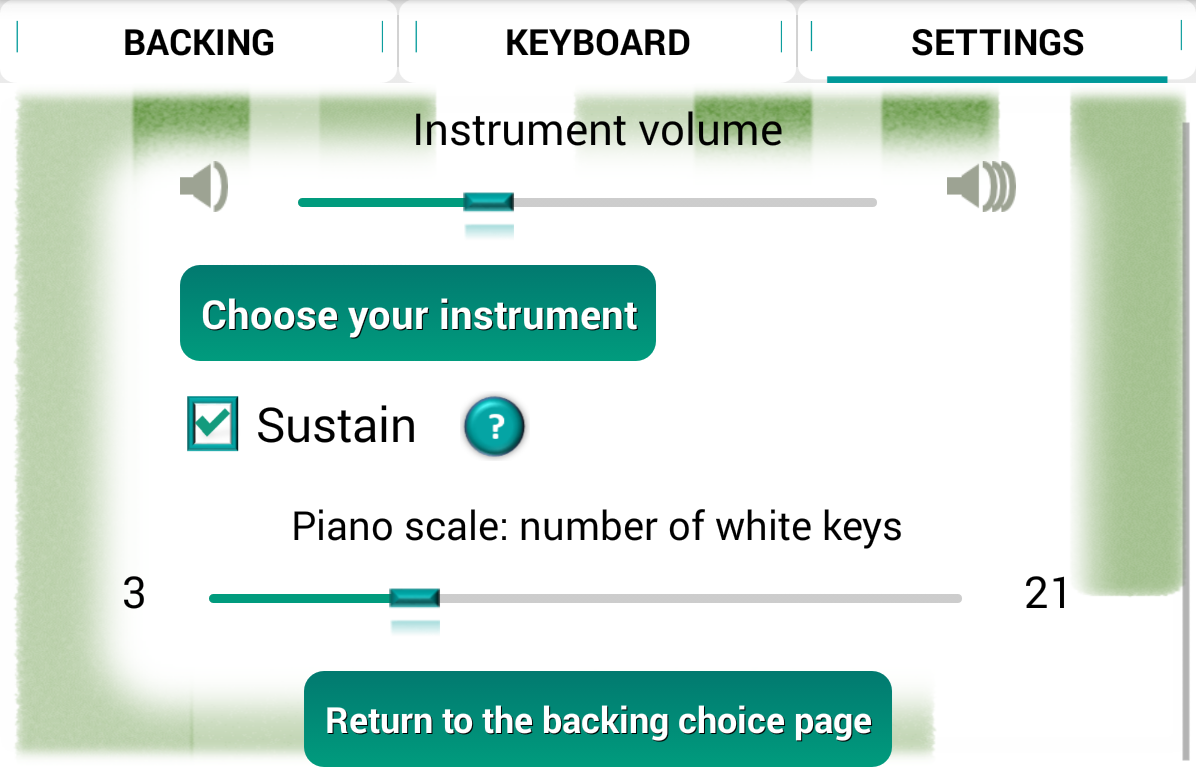 BACKING KEYBOARD SETTINGS
Instrument volume
Choose your instrument
Sustain ?
Piano scale: number of white keys
3 21
Return to the backing choice page